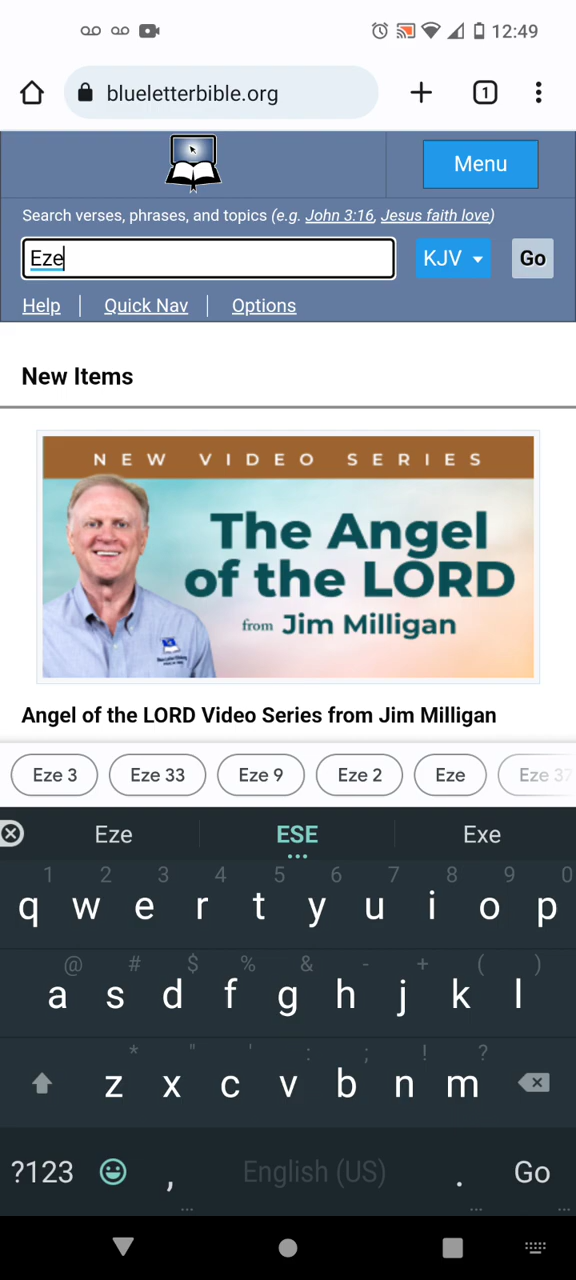 12:49
blueletterbible.org
1
Menu
Search verses, phrases, and topics (e.g. John 3:16, Jesus faith love)
Eze
KJV
Go
Help
Quick Nav
Options
New Items
NEW VIDEO SERIES
The Angel
of the LORD
from Jim Milligan
Angel of the LORD Video Series from Jim Milligan
Eze 3
Eze 33
Eze 9
Eze 2
Eze
Eze 37
Eze
ESE
Exe
1 2 3 4 5 6 7 8 9 0
q w e r t y u i o p
@ # $ % & - + ( )
a s d f g h j k l
* " ' : ; ! ?
z x c v b n m
?123
,
English (US)
.
Go